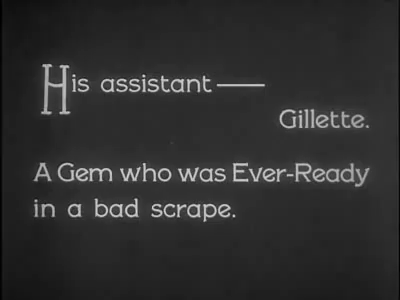 His assistant —
Gillette.
A Gem who was Ever-Ready
in a bad scrape.